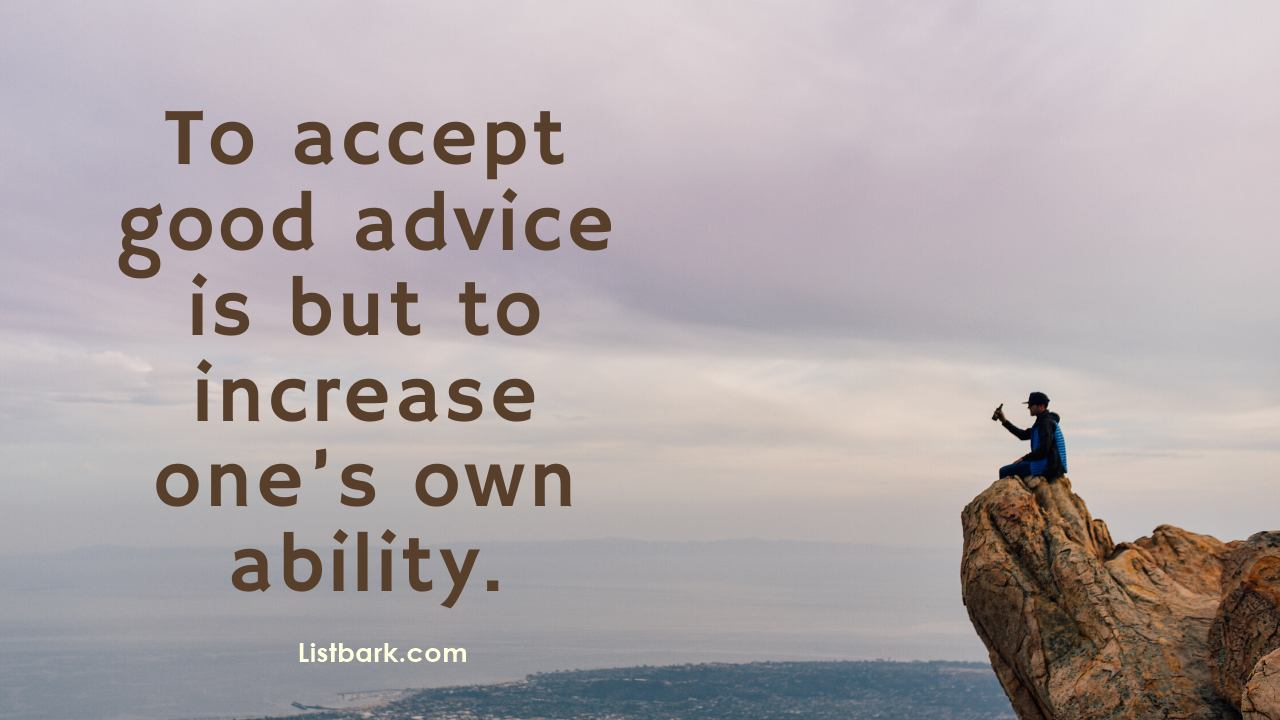 To accept
good advice
is but to
increase
one's own
ability.
Listbark.com